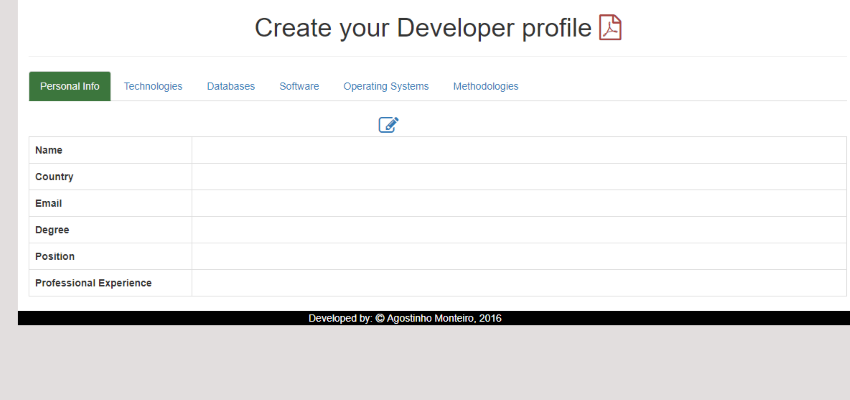 Create your Developer profile
Personal Info Technologies Databases Software Operating Systems Methodologies
Name
Country
Email
Degree
Position
Professional Experience
Developed by: © Agostinho Monteiro, 2016